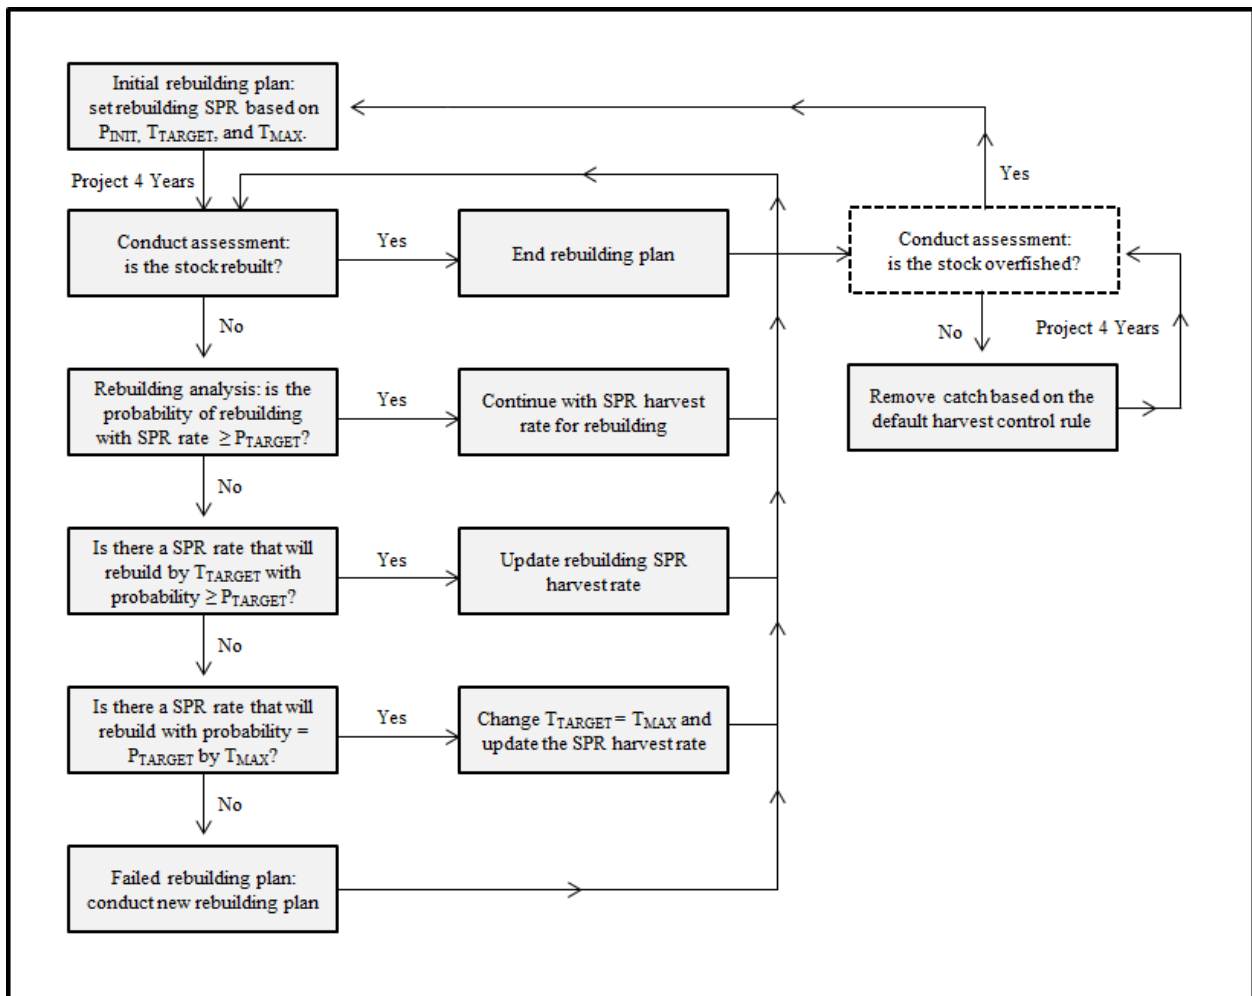 Initial rebuilding plan:
set rebuilding SPR based on
PINIT, TTARGET, and TMAX.
Project 4 Years
Yes
Conduct assessment:
is the stock rebuilt?
Yes
End rebuilding plan
Conduct assessment:
is the stock overfished?
No
No
Project 4 Years
Rebuilding analysis: is the
probability of rebuilding
with SPR rate ≥ PTARGET?
Yes
Continue with SPR harvest
rate for rebuilding
Remove catch based on the
default harvest control rule
No
Is there a SPR rate that will
rebuild by TTARGET with
probability ≥ PTARGET?
Yes
Update rebuilding SPR
harvest rate
No
Is there a SPR rate that will
rebuild with probability =
PTARGET by TMAX?
Yes
Change TTARGET = TMAX and
update the SPR harvest rate
No
Failed rebuilding plan:
conduct new rebuilding plan